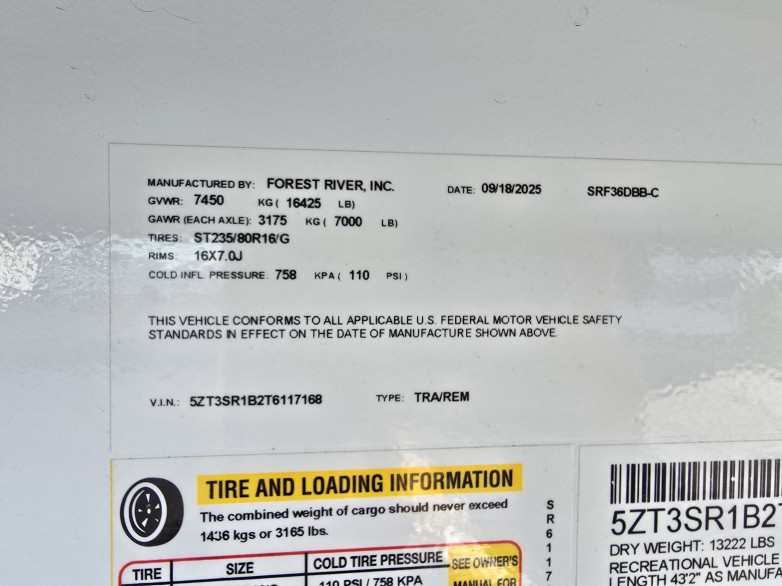 MANUFACTURED BY: FOREST RIVER, INC. DATE: 09/18/2025 SRF36DBB-C
GVWR: 7450 KG ( 16425 LB)
GAWR (EACH AXLE): 3175 KG ( 7000 LB)
TIRES: ST235/80R16/G
RIMS: 16X7.0J
COLD INFL. PRESSURE: 758 KPA ( 110 PSI )
THIS VEHICLE CONFORMS TO ALL APPLICABLE U.S. FEDERAL MOTOR VEHICLE SAFETY
STANDARDS IN EFFECT ON THE DATE OF MANUFACTURE SHOWN ABOVE.
V.I.N.: 5ZT3SR1B2T6117168 TYPE: TRA/REM
TIRE AND LOADING INFORMATION
The combined weight of cargo should never exceed
1436 kgs or 3165 lbs.
TIRE SIZE COLD TIRE PRESSURE SEE OWNER'S
110 PSI / 758 KPA MANUAL FOR
SR6117
5ZT3SR1B2
DRY WEIGHT: 13222 LBS
RECREATIONAL VEHICLE
LENGTH 43'2" AS MANUFA